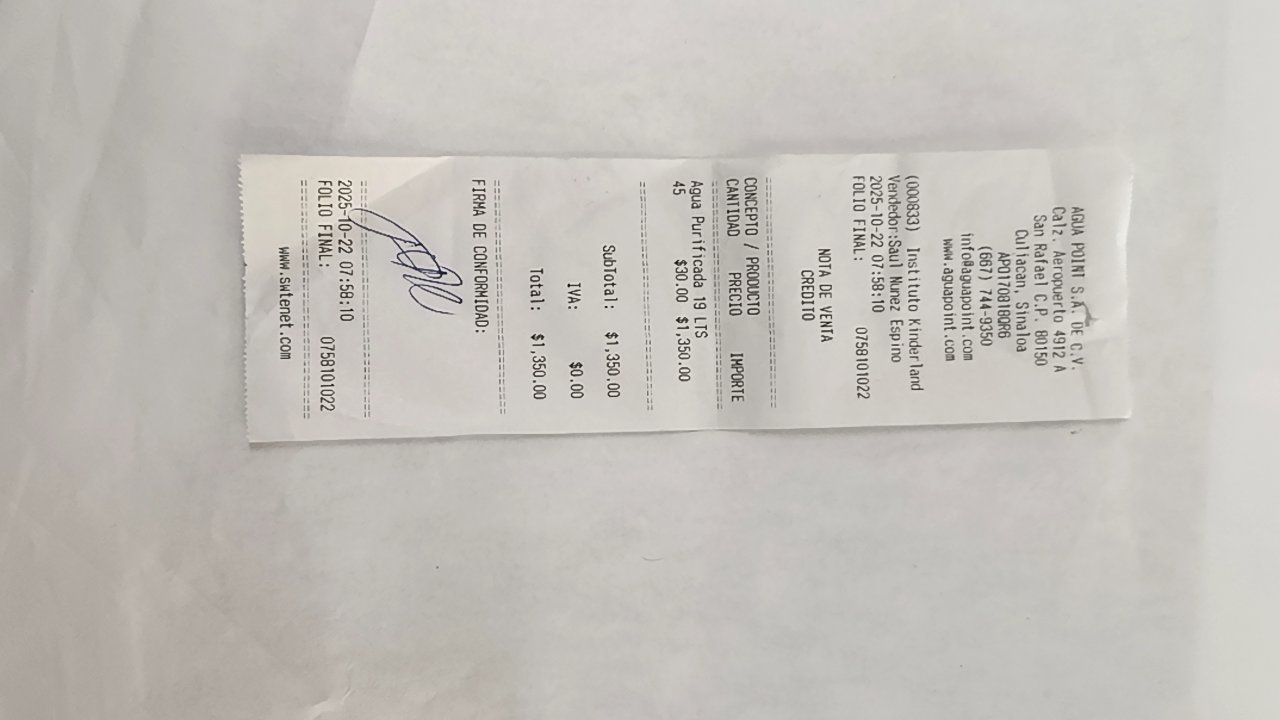 AGUA POINT S.A. DE C.V.
Calz. Aeropuerto 4912 A
San Rafael C.P. 80150
Culiacan, Sinaloa
APO170818QR6
(667) 744-9350
info@aguapoint.com
www.aguapoint.com
(000833) Instituto Kinderland
Vendedor:Saul Nunez Espino
2025-10-22 07:58:10
FOLIO FINAL: 0758101022
NOTA DE VENTA
CREDITO
==============================
CONCEPTO / PRODUCTO
CANTIDAD PRECIO IMPORTE
==============================
Agua Purificada 19 LTS
45 $30.00 $1,350.00
==============================
SubTotal: $1,350.00
IVA: $0.00
Total: $1,350.00
==============================
FIRMA DE CONFORMIDAD:
==============================
2025-10-22 07:58:10
FOLIO FINAL: 0758101022
==============================
www.swtenet.com